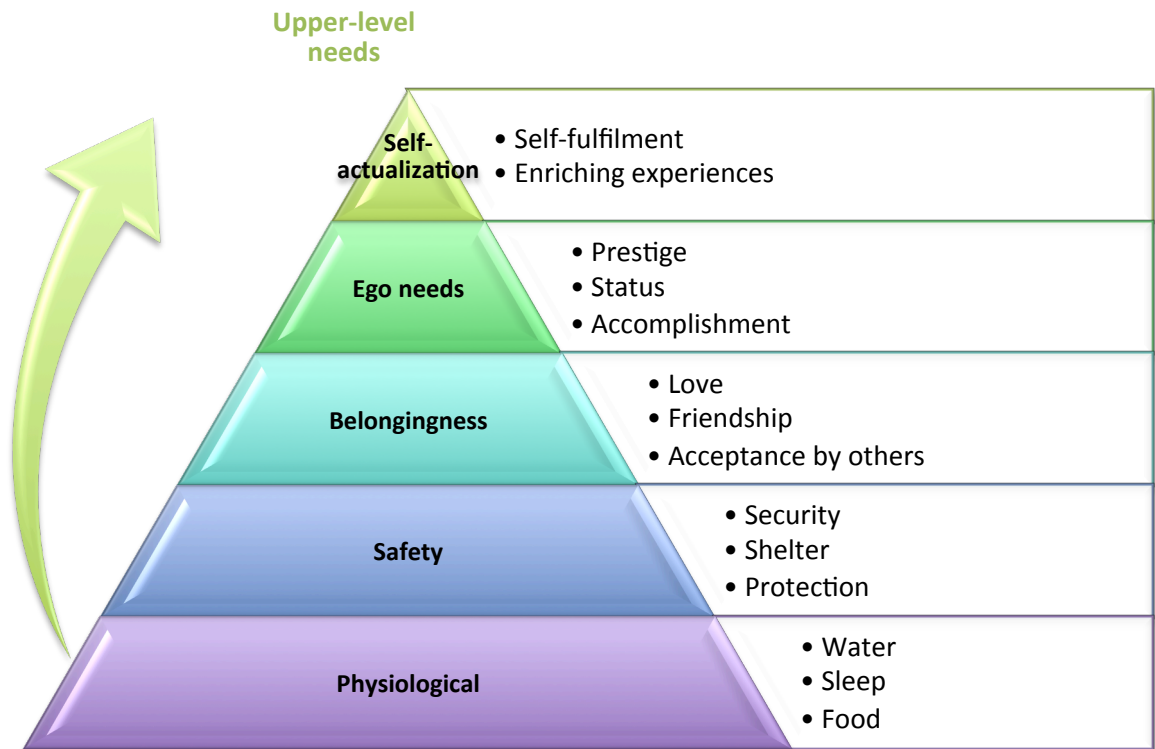 Upper-level
needs
Self-
actualization
• Self-fulfilment
• Enriching experiences
Ego needs
• Prestige
• Status
• Accomplishment
Belongingness
• Love
• Friendship
• Acceptance by others
Safety
• Security
• Shelter
• Protection
Physiological
• Water
• Sleep
• Food